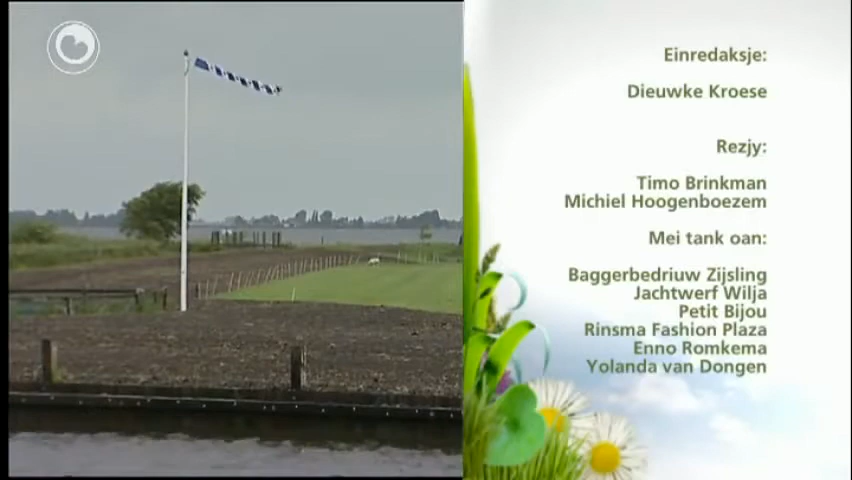 Einredaksje:
Dieuwke Kroese
Rezjy:
Timo Brinkman
Michiel Hoogenboezem
Mei tank oan:
Baggerbedriuw Zijsling
Jachtwerf Wilja
Petit Bijou
Rinsma Fashion Plaza
Enno Romkema
Yolanda van Dongen